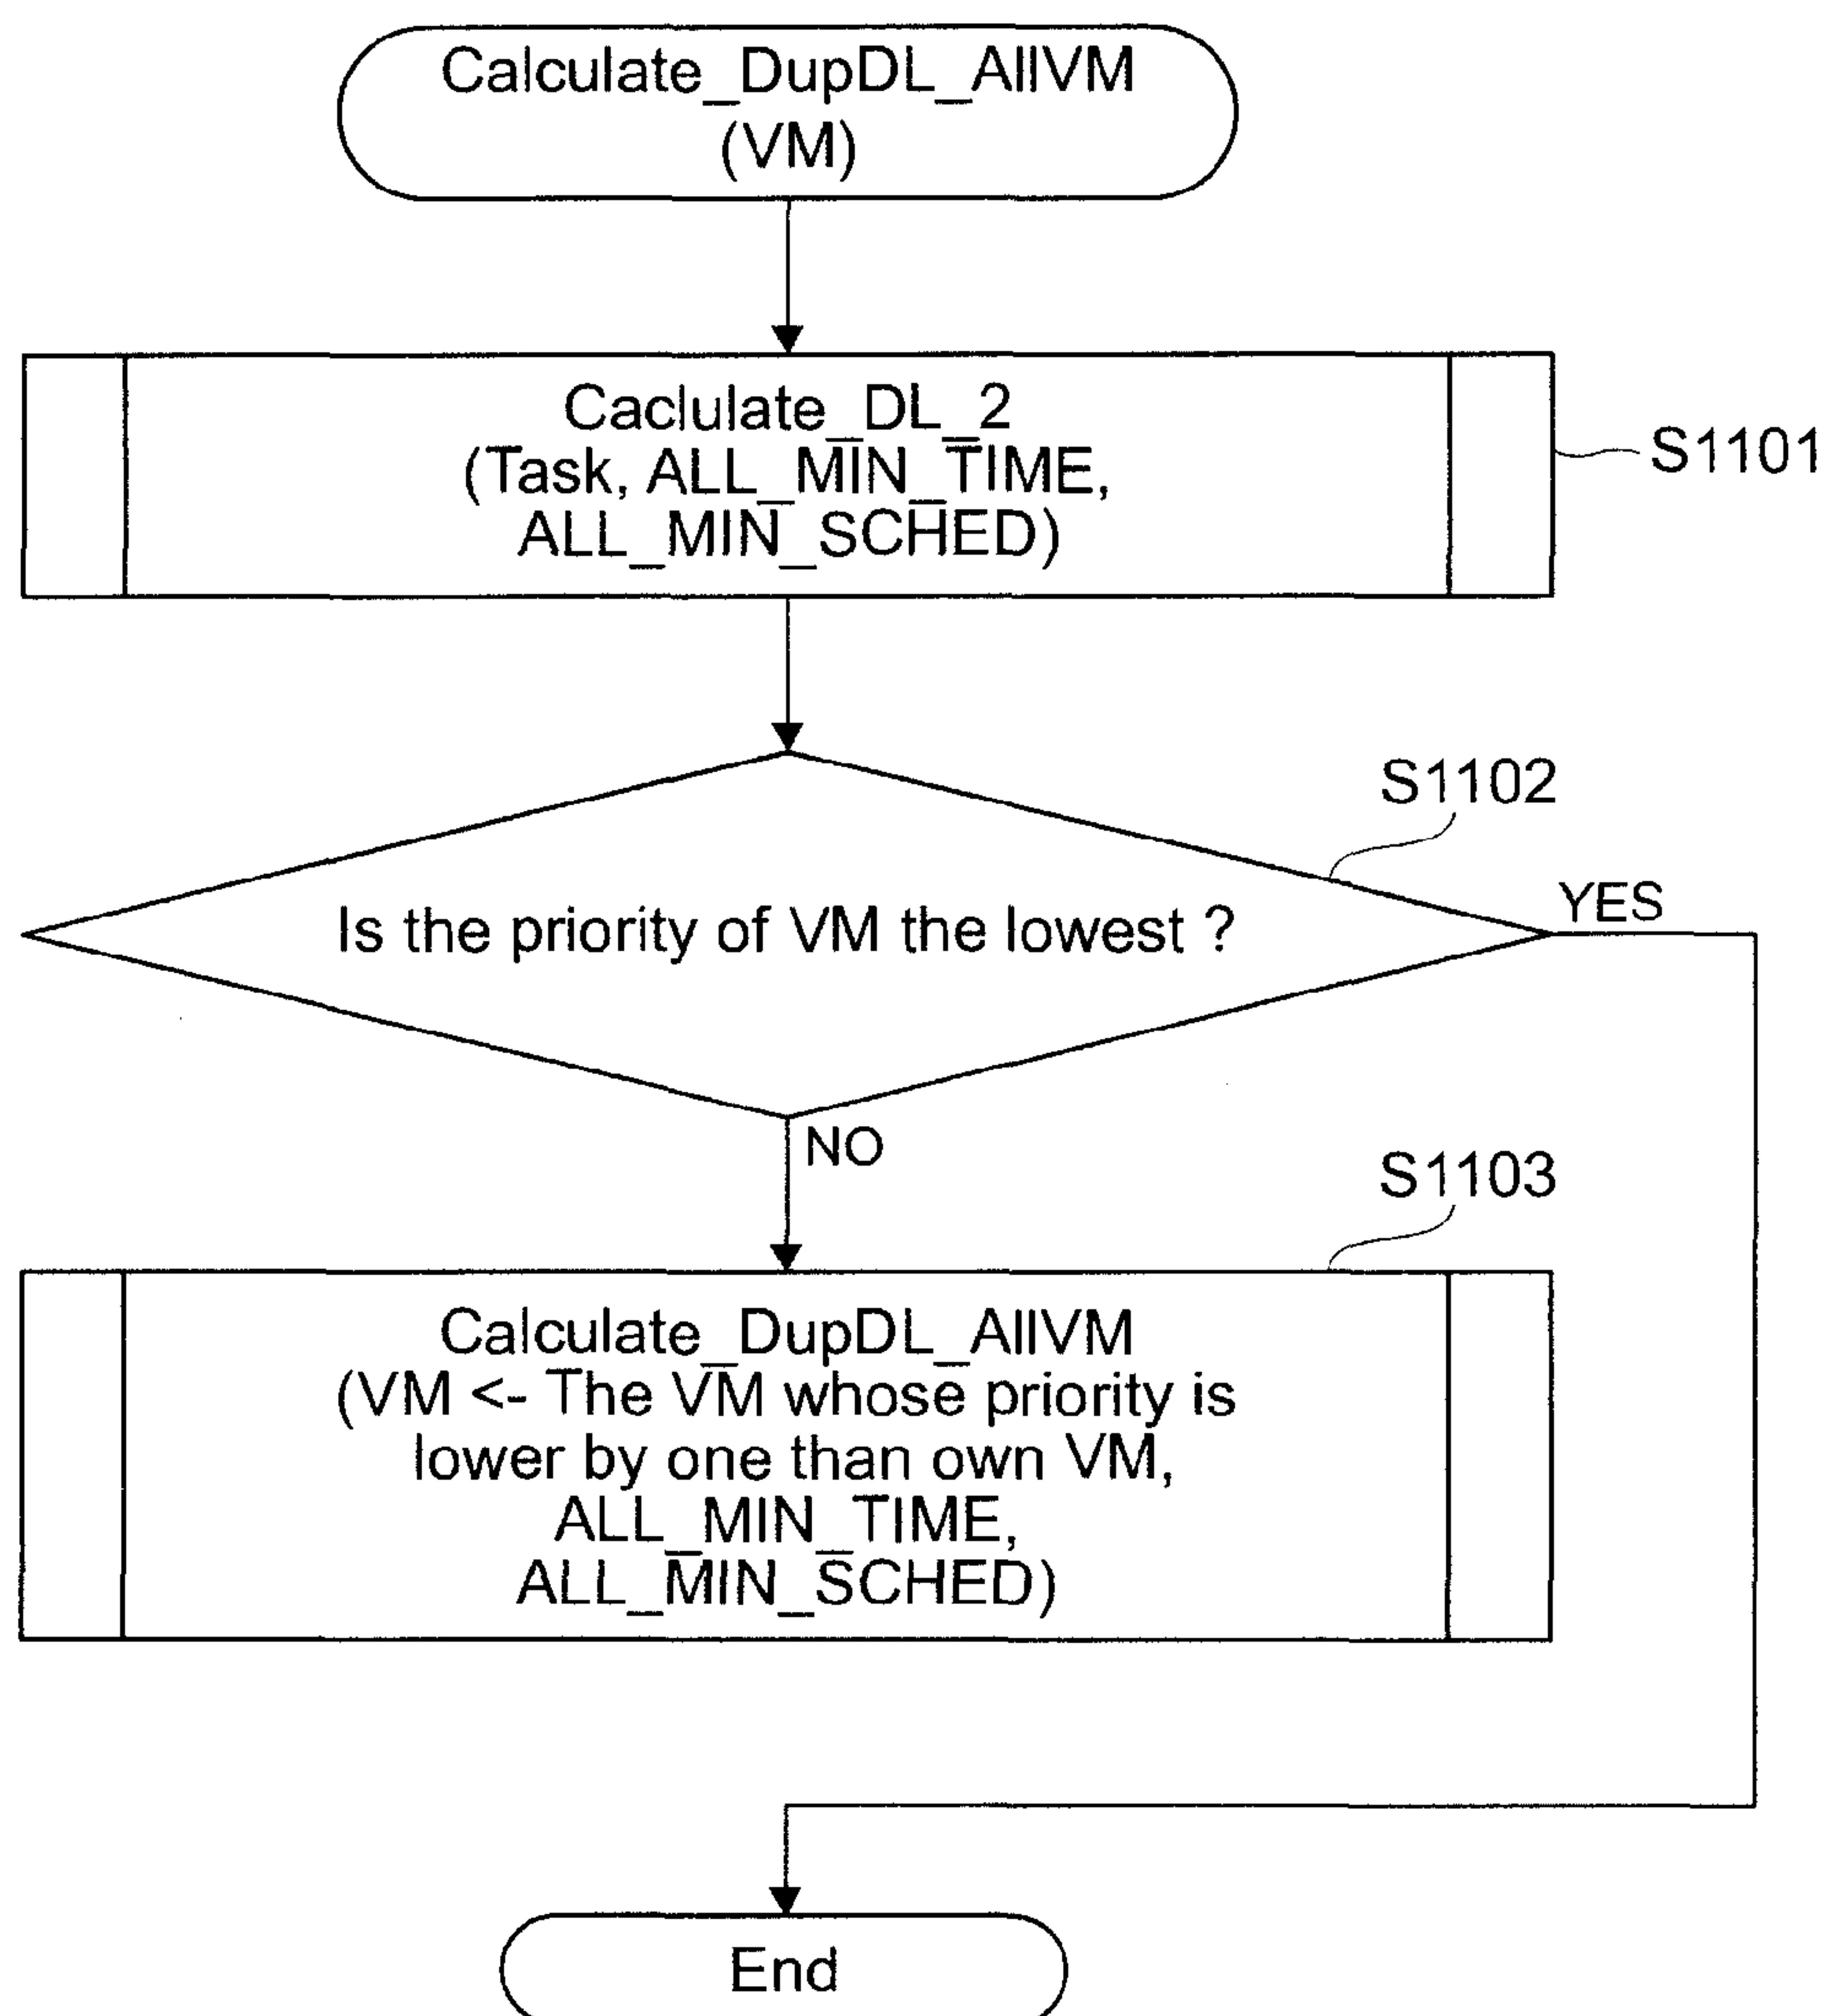 Calculate_DupDL_AllVM
(VM)
Caclulate_DL_2
(Task, ALL_MIN_TIME,
ALL_MIN_SCHED)
S1101
S1102
Is the priority of VM the lowest ?
YES
NO
S1103
Calculate_DupDL_AllVM
(VM <- The VM whose priority is
lower by one than own VM,
ALL_MIN_TIME,
ALL_MIN_SCHED)
End